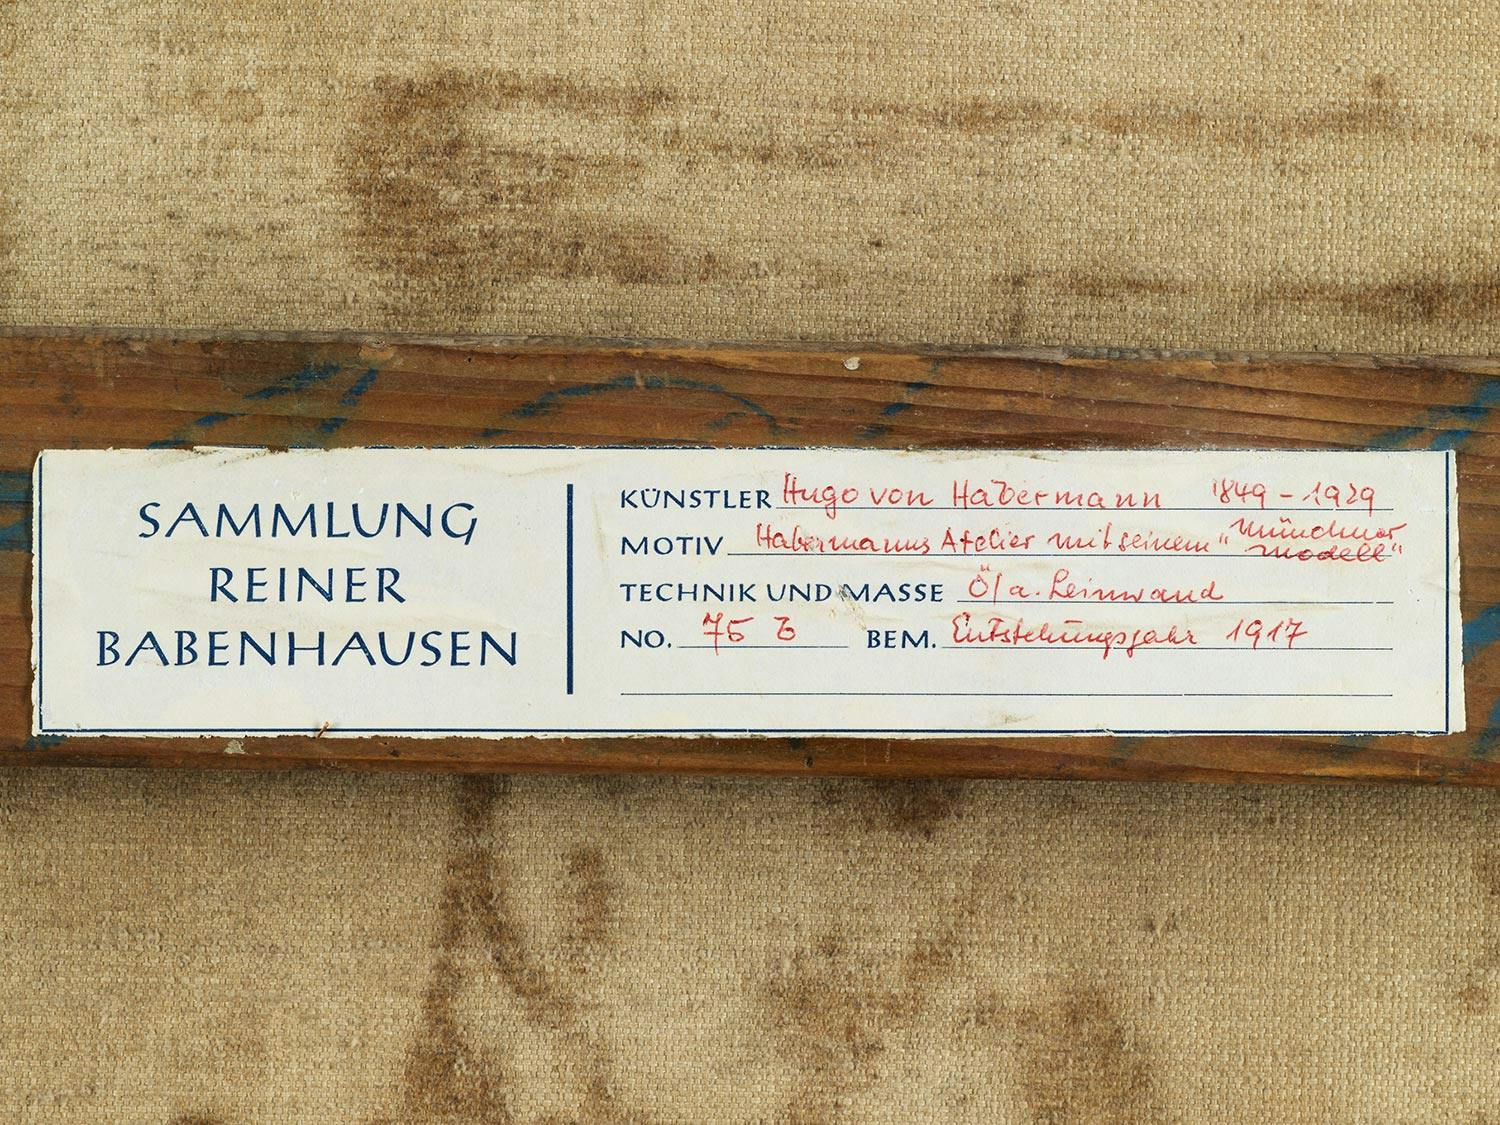 SAMMLUNG
REINER
BABENHAUSEN
KÜNSTLER Hugo von Habermann 1849 - 1929
MOTIV Habermanns Atelier mit seinem „Münchner
Modell“
TECHNIK UND MASSE Öl a. Leinwand
NO. 75 b BEM. Entstehungsjahr 1917